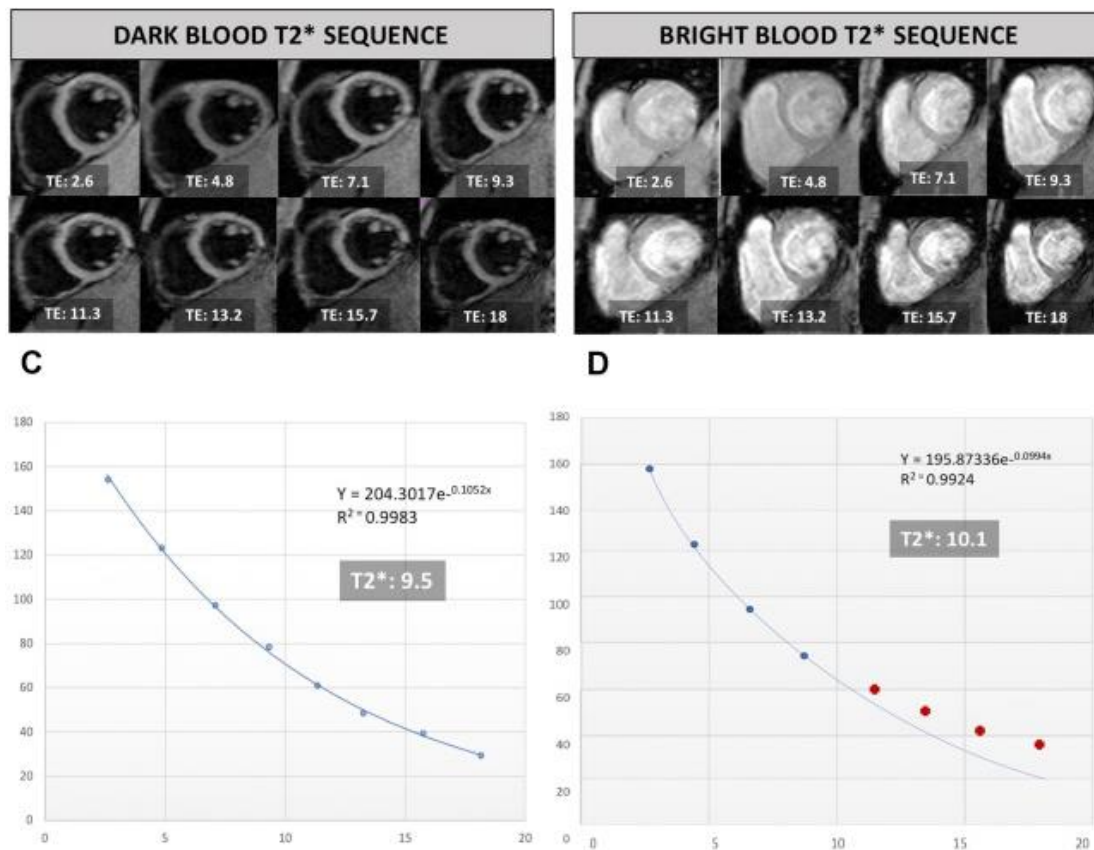 DARK BLOOD T2* SEQUENCE
BRIGHT BLOOD T2* SEQUENCE
TE: 2.6 TE: 4.8 TE: 7.1 TE: 9.3
TE: 2.6 TE: 4.8 TE: 7.1 TE: 9.3
TE: 11.3 TE: 13.2 TE: 15.7 TE: 18
TE: 11.3 TE: 13.2 TE: 15.7 TE: 18
C
D
180
160
140
120
100
80
60
40
20
0
0 5 10 15 20
Y = 204.3017e-0.1052x
R2 = 0.9983
T2*: 9.5
180
160
140
120
100
80
60
40
20
0
0 5 10 15 20
Y = 195.87336e-0.0994x
R2 = 0.9924
T2*: 10.1